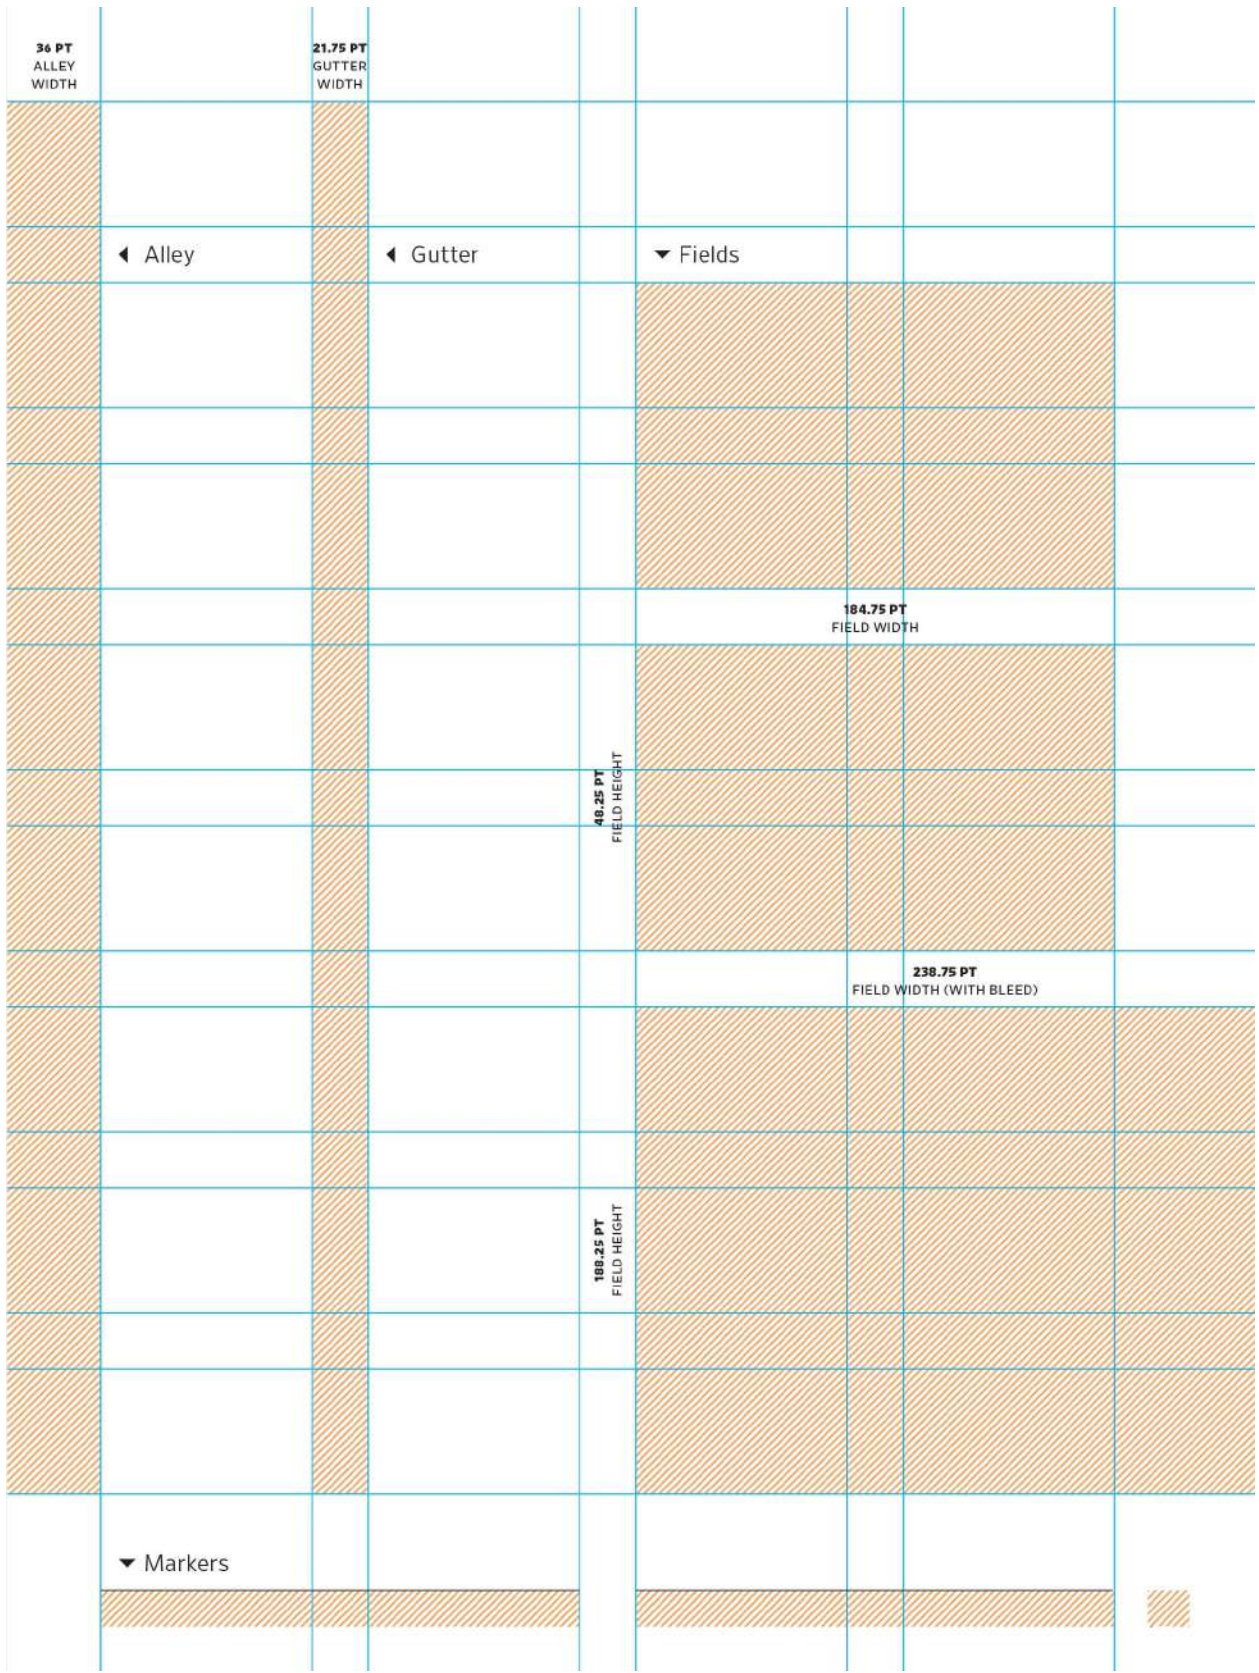 36 PT
ALLEY
WIDTH
21.75 PT
GUTTER
WIDTH
Alley
Gutter
Fields
184.75 PT
FIELD WIDTH
48.25 PT
FIELD HEIGHT
238.75 PT
FIELD WIDTH (WITH BLEED)
188.25 PT
FIELD HEIGHT
Markers